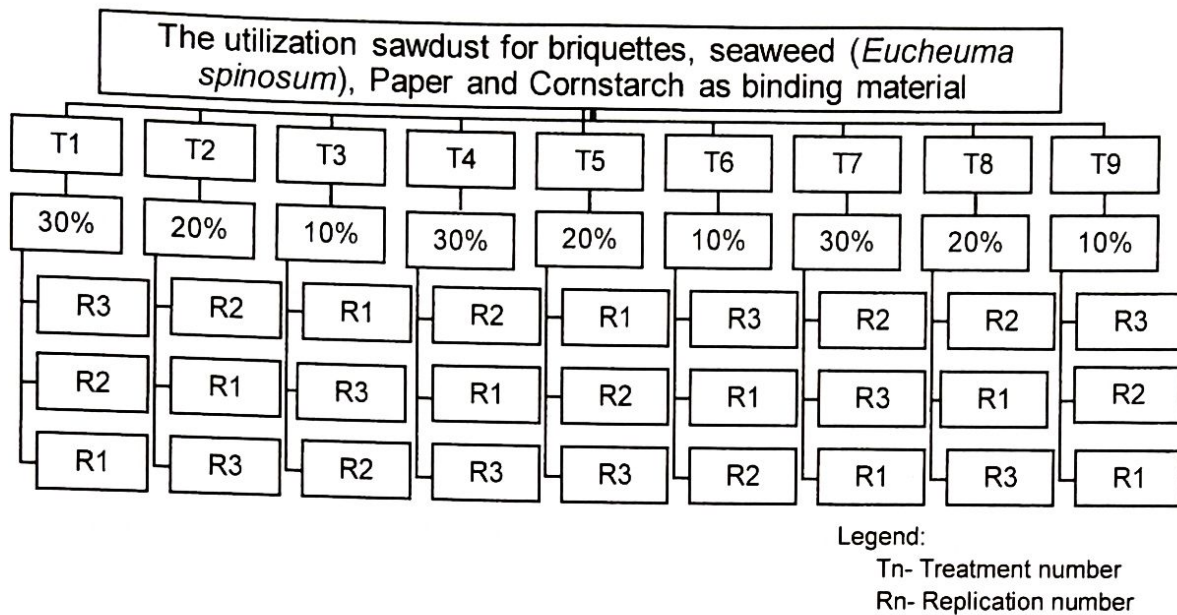 The utilization sawdust for briquettes, seaweed (Eucheuma
spinosum), Paper and Cornstarch as binding material
T1 T2 T3 T4 T5 T6 T7 T8 T9
30% 20% 10% 30% 20% 10% 30% 20% 10%
R3 R2 R1 R2 R1 R3 R2 R2 R3
R2 R1 R3 R1 R2 R1 R3 R1 R2
R1 R3 R2 R3 R3 R2 R1 R3 R1
Legend:
Tn- Treatment number
Rn- Replication number